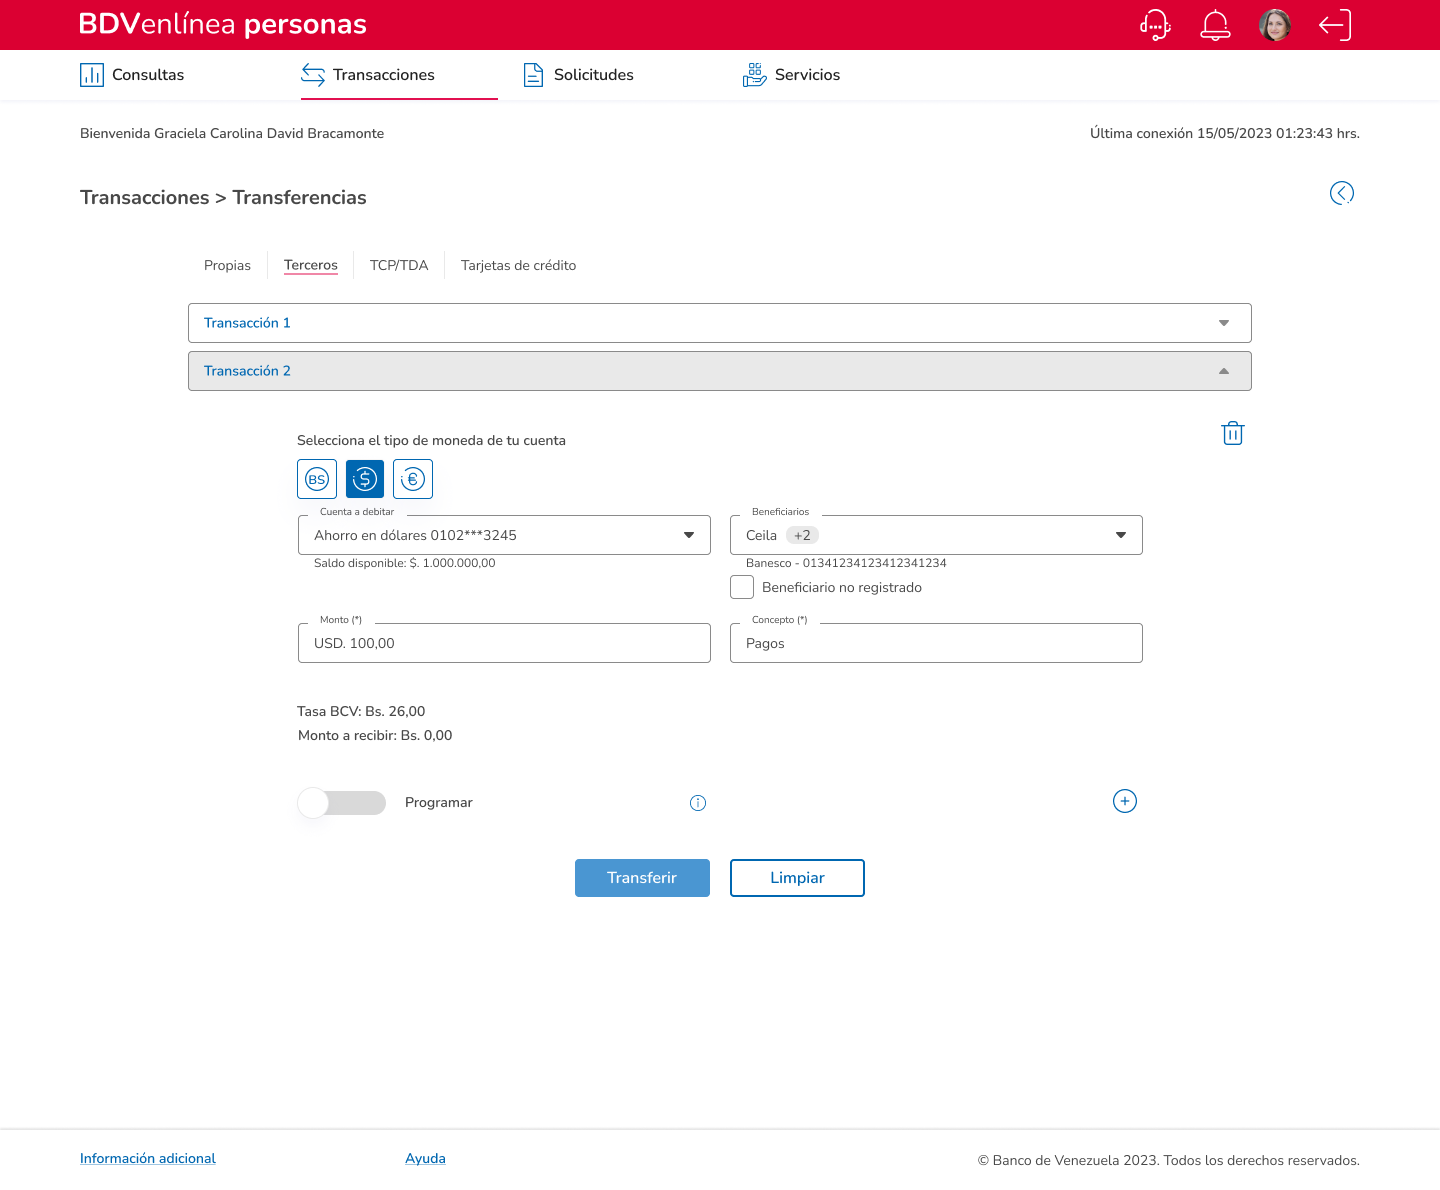 BDVenlínea personas
Consultas
Transacciones
Solicitudes
Servicios
Bienvenida Graciela Carolina David Bracamonte
Última conexión 15/05/2023 01:23:43 hrs.
Transacciones > Transferencias
Propias
Terceros
TCP/TDA
Tarjetas de crédito
Transacción 1
Transacción 2
Selecciona el tipo de moneda de tu cuenta
BS
$
€
Cuenta a debitar
Ahorro en dólares 0102***3245
Saldo disponible: $. 1.000.000,00
Beneficiarios
Ceila +2
Banesco - 01341234123412341234
Beneficiario no registrado
Monto (*)
USD. 100,00
Concepto (*)
Pagos
Tasa BCV: Bs. 26,00
Monto a recibir: Bs. 0,00
Programar
Transferir
Limpiar
Información adicional
Ayuda
© Banco de Venezuela 2023. Todos los derechos reservados.